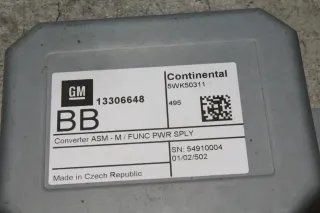 GM
13306648
Continental
5WK50311
BB
495
Converter ASM - M / FUNC PWR SPLY
SN: 54910004
01/02/502
Made in Czech Republic